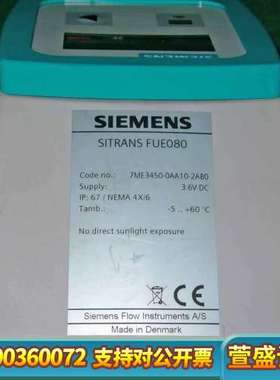 SIEMENS
SITRANS FUE080
Code no.: 7ME3450-0AA10-2AB0
Supply: 3.6V DC
IP: 67 / NEMA 4X/6
Tamb.: -5 .. +60 °C
No direct sunlight exposure
CE
Siemens Flow Instruments A/S
Made in Denmark
00360072 支持对公开票 萱盛